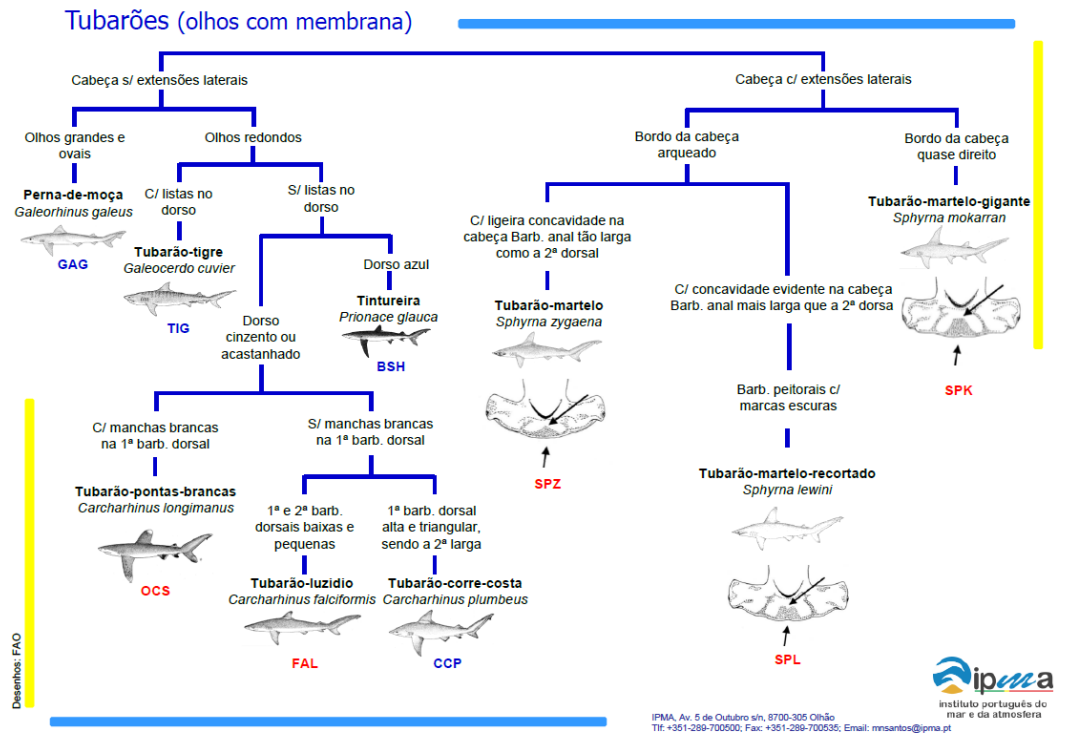 Tubarões (olhos com membrana)
Cabeça s/ extensões laterais
Cabeça c/ extensões laterais
Olhos grandes e
ovais
Olhos redondos
Bordo da cabeça
arqueado
Bordo da cabeça
quase direito
Perna-de-moça
Galeorhinus galeus
GAG
C/ listas no
dorso
S/ listas no
dorso
Tubarão-tigre
Galeocerdo cuvier
TIG
Dorso azul
Tintureira
Prionace glauca
BSH
Dorso
cinzento ou
acastanhado
C/ ligeira concavidade na
cabeça Barb. anal tão larga
como a 2ª dorsal
Tubarão-martelo
Sphyrna zygaena
SPZ
C/ concavidade evidente na cabeça
Barb. anal mais larga que a 2ª dorsa
Tubarão-martelo-gigante
Sphyrna mokarran
SPK
Barb. peitorais c/
marcas escuras
Tubarão-martelo-recortado
Sphyrna lewini
SPL
C/ manchas brancas
na 1ª barb. dorsal
S/ manchas brancas
na 1ª barb. dorsal
Tubarão-pontas-brancas
Carcharhinus longimanus
OCS
1ª e 2ª barb.
dorsais baixas e
pequenas
1ª barb. dorsal
alta e triangular,
sendo a 2ª larga
Tubarão-luzidio
Carcharhinus falciformis
FAL
Tubarão-corre-costa
Carcharhinus plumbeus
CCP
Desenhos: FAO
ipma
instituto português do
mar e da atmosfera
IPMA, Av. 5 de Outubro s/n, 8700-305 Olhão
Tlf: +351-289-700500; Fax: +351-289-700535; Email: mnsantos@ipma.pt